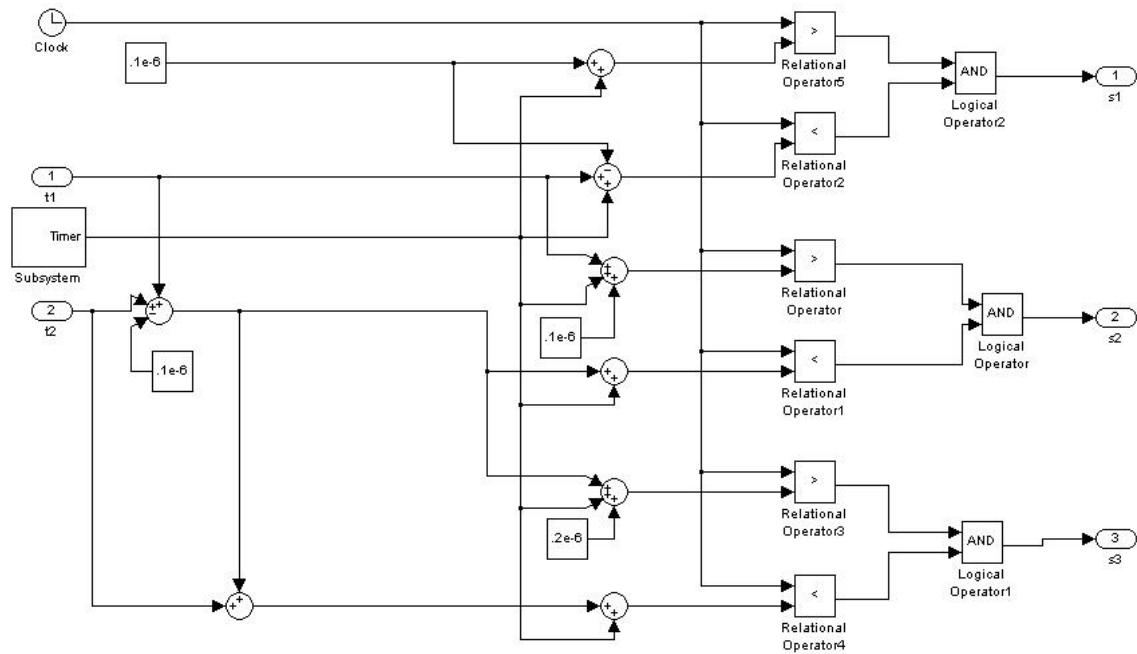 Clock
.1e-6
+
+
>
Relational
Operator5
AND
Logical
Operator2
1
s1
<
Relational
Operator2
1
t1
−
+
+
Timer
Subsystem
+
+
+
>
Relational
Operator
2
t2
+
+
−
.1e-6
.1e-6
AND
Logical
Operator
2
s2
+
+
<
Relational
Operator1
+
+
+
.2e-6
>
Relational
Operator3
AND
Logical
Operator1
3
s3
+
+
+
+
<
Relational
Operator4